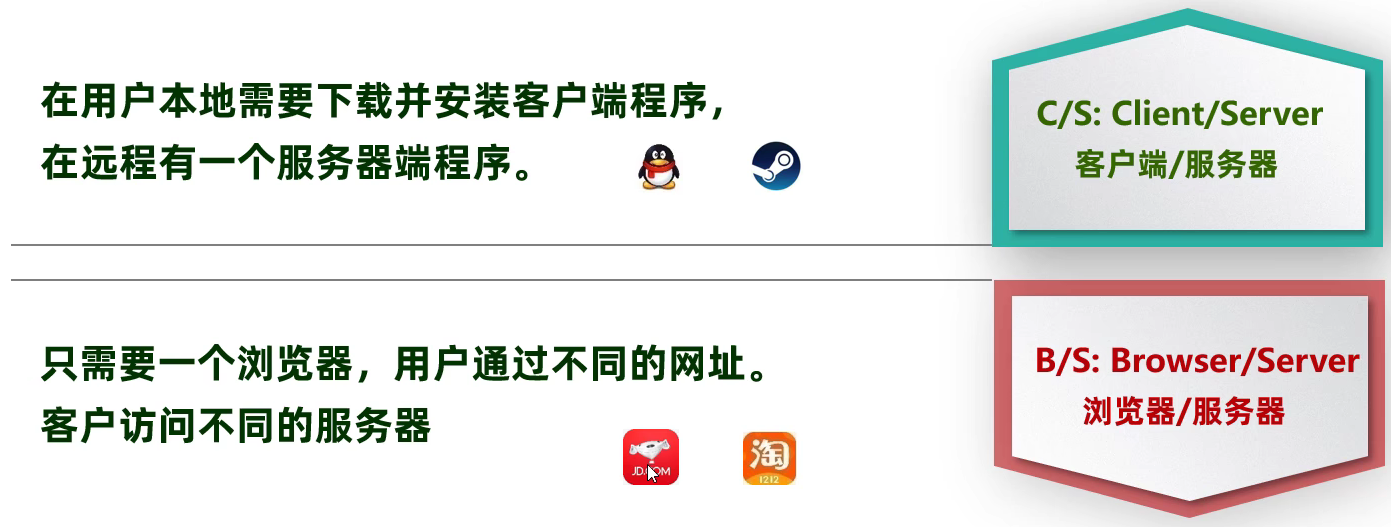 在用户本地需要下载并安装客户端程序，
在远程有一个服务器端程序。
C/S: Client/Server
客户端/服务器
只需要一个浏览器，用户通过不同的网址。
客户访问不同的服务器
JD.COM
淘
1212
B/S: Browser/Server
浏览器/服务器